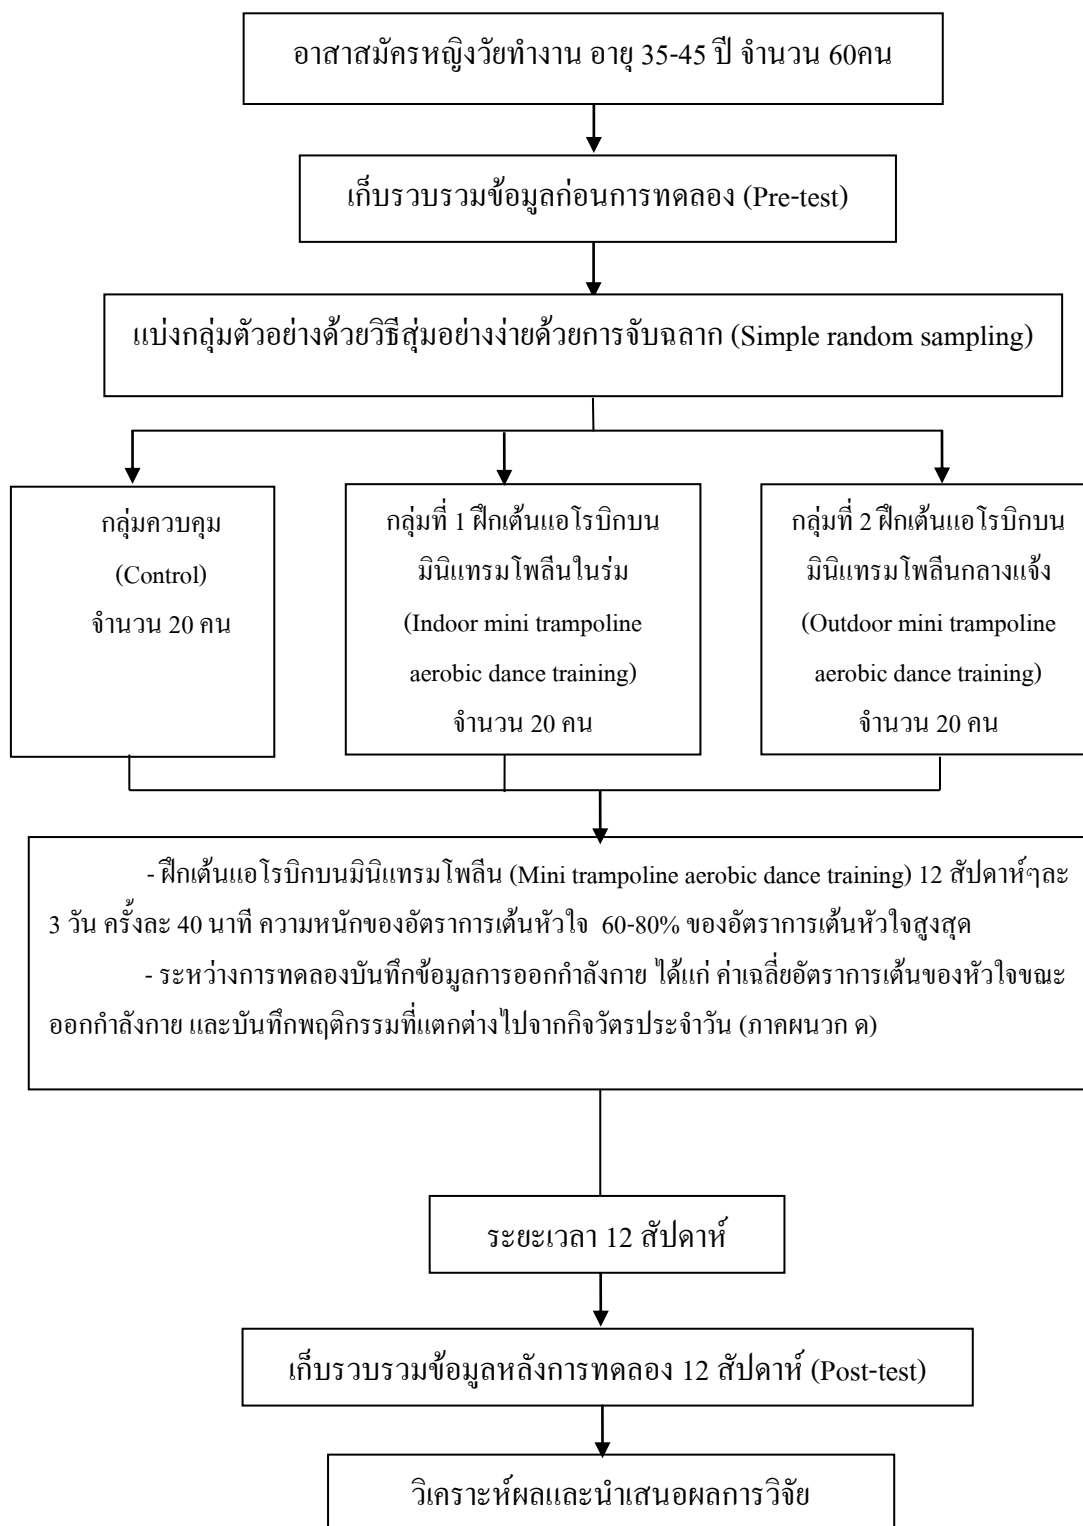 อาสาสมัครหญิงวัยทำงาน อายุ 35-45 ปี จำนวน 60คน
เก็บรวบรวมข้อมูลก่อนการทดลอง (Pre-test)
แบ่งกลุ่มตัวอย่างด้วยวิธีสุ่มอย่างง่ายด้วยการจับฉลาก (Simple random sampling)
กลุ่มควบคุม
(Control)
จำนวน 20 คน
กลุ่มที่ 1 ฝึกเต้นแอโรบิกบน
มินิแทรมโพลีนในร่ม
(Indoor mini trampoline
aerobic dance training)
จำนวน 20 คน
กลุ่มที่ 2 ฝึกเต้นแอโรบิกบน
มินิแทรมโพลีนกลางแจ้ง
(Outdoor mini trampoline
aerobic dance training)
จำนวน 20 คน
- ฝึกเต้นแอโรบิกบนมินิแทรมโพลีน (Mini trampoline aerobic dance training) 12 สัปดาห์ๆละ
3 วัน ครั้งละ 40 นาที ความหนักของอัตราการเต้นหัวใจ 60-80% ของอัตราการเต้นหัวใจสูงสุด
- ระหว่างการทดลองบันทึกข้อมูลการออกกำลังกาย ได้แก่ ค่าเฉลี่ยอัตราการเต้นของหัวใจขณะ
ออกกำลังกาย และบันทึกพฤติกรรมที่แตกต่างไปจากกิจวัตรประจำวัน (ภาคผนวก ค)
ระยะเวลา 12 สัปดาห์
เก็บรวบรวมข้อมูลหลังการทดลอง 12 สัปดาห์ (Post-test)
วิเคราะห์ผลและนำเสนอผลการวิจัย